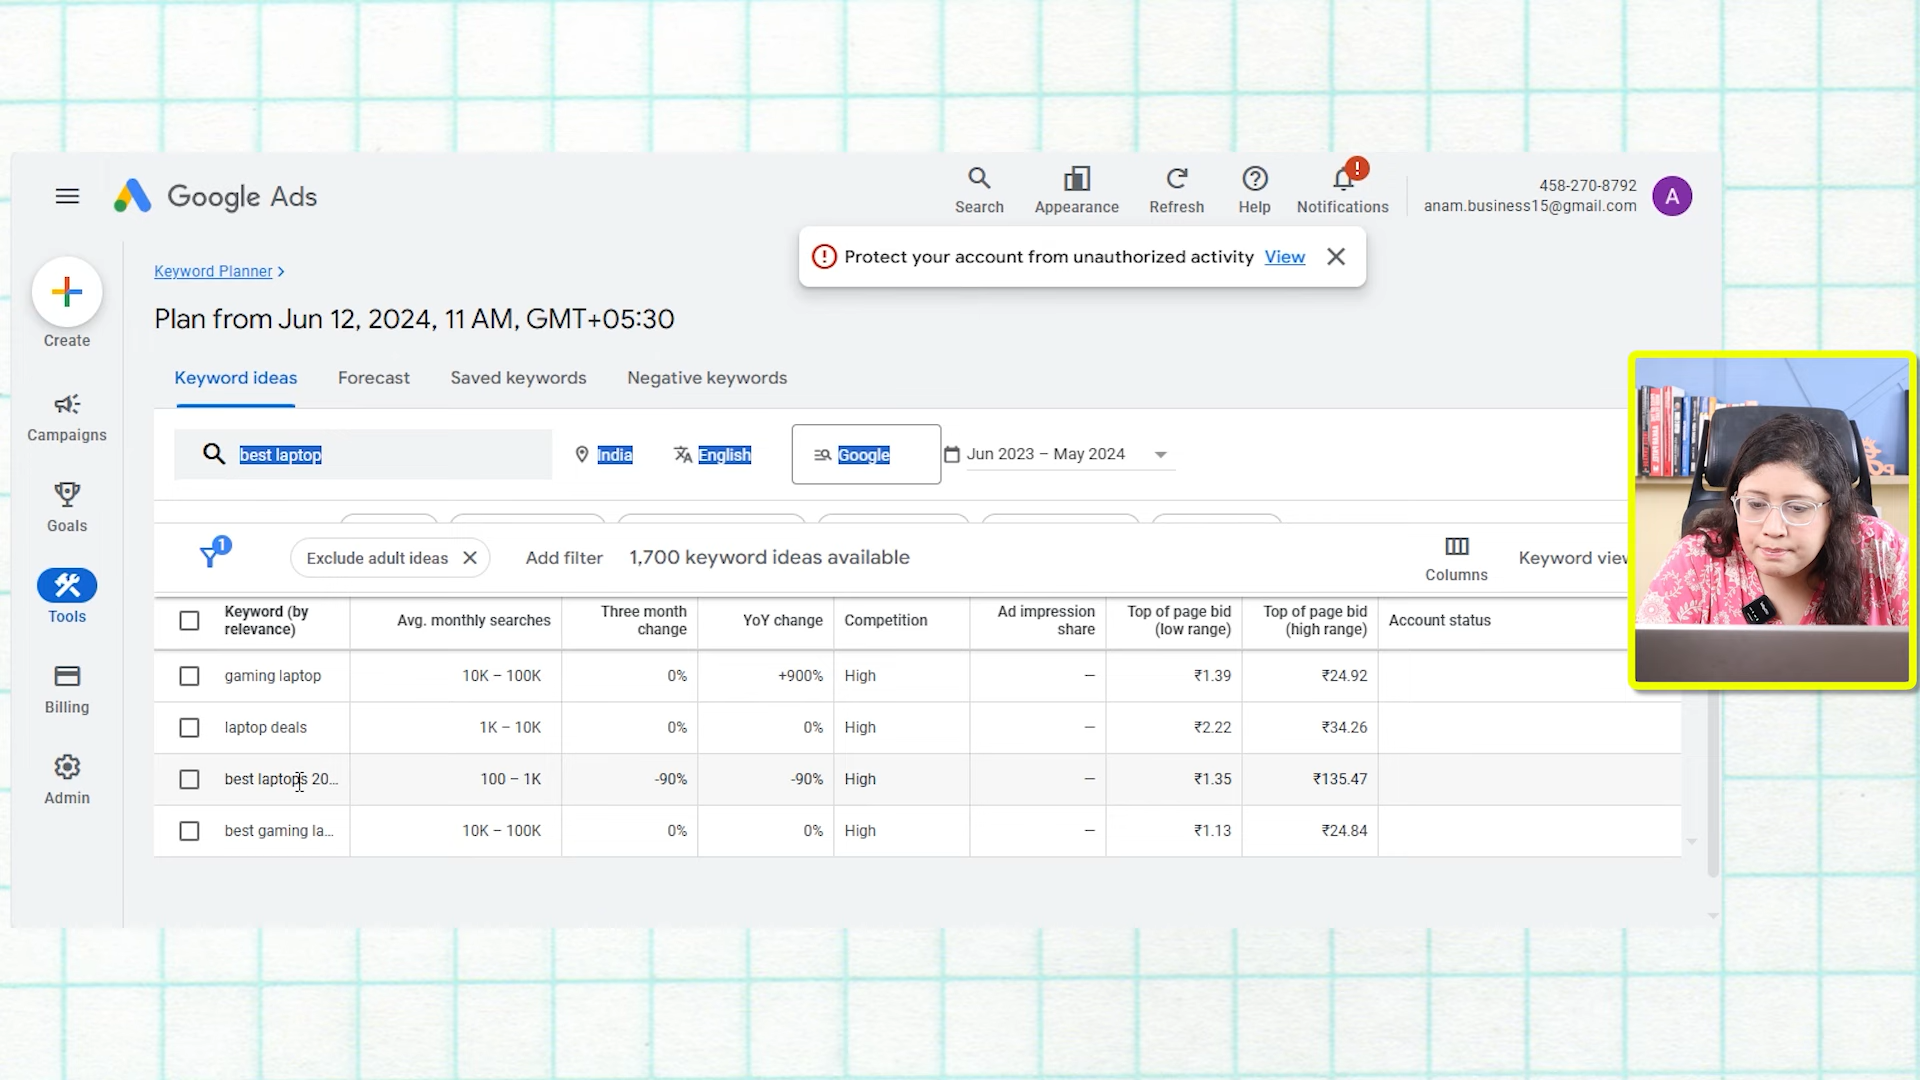 Google Ads
Search
Appearance
Refresh
Help
Notifications
!
458-270-8792
anam.business15@gmail.com
A
Protect your account from unauthorized activity View
Create
Campaigns
Goals
Tools
Billing
Admin
Keyword Planner
Plan from Jun 12, 2024, 11 AM, GMT+05:30
Keyword ideas Forecast Saved keywords Negative keywords
best laptop India English Google Jun 2023 – May 2024
1 Exclude adult ideas Add filter 1,700 keyword ideas available Columns Keyword
Keyword (by relevance) Avg. monthly searches Three month change YoY change Competition Ad impression share Top of page bid (low range) Top of page bid (high range) Account status
gaming laptop 10K – 100K 0% +900% High — ₹1.39 ₹24.92
laptop deals 1K – 10K 0% 0% High — ₹2.22 ₹34.26
best laptops 20... 100 – 1K -90% -90% High — ₹1.35 ₹135.47
best gaming la... 10K – 100K 0% 0% High — ₹1.13 ₹24.84